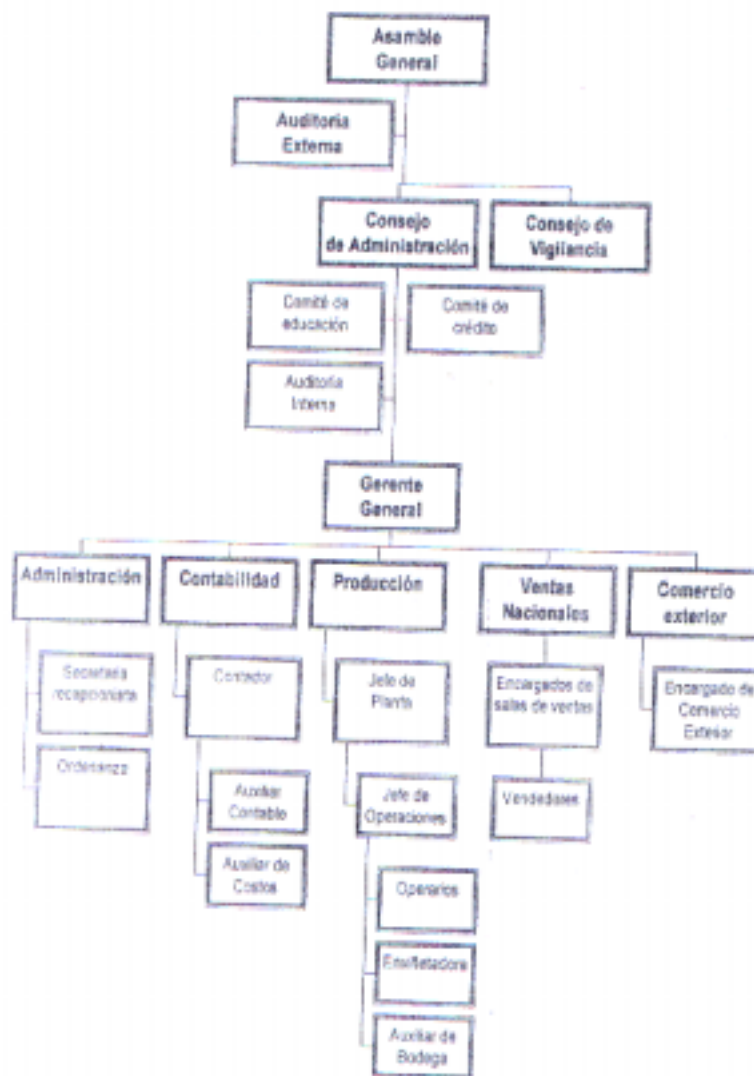 Asamble
General
Auditoria
Externa
Consejo
de Administración
Consejo de
Vigilancia
Comité de
educación
Comité de
crédito
Auditoria
Interna
Gerente
General
Administración
Contabilidad
Producción
Ventas
Nacionales
Comercio
exterior
Secretaria
recepcionista
Contador
Jefe de
Planta
Encargados de
salas de ventas
Encargado de
Comercio
Exterior
Ordenanza
Auxiliar
Contable
Jefe de
Operaciones
Vendedores
Auxiliar de
Costos
Operarios
Auxiliar de
Bodega